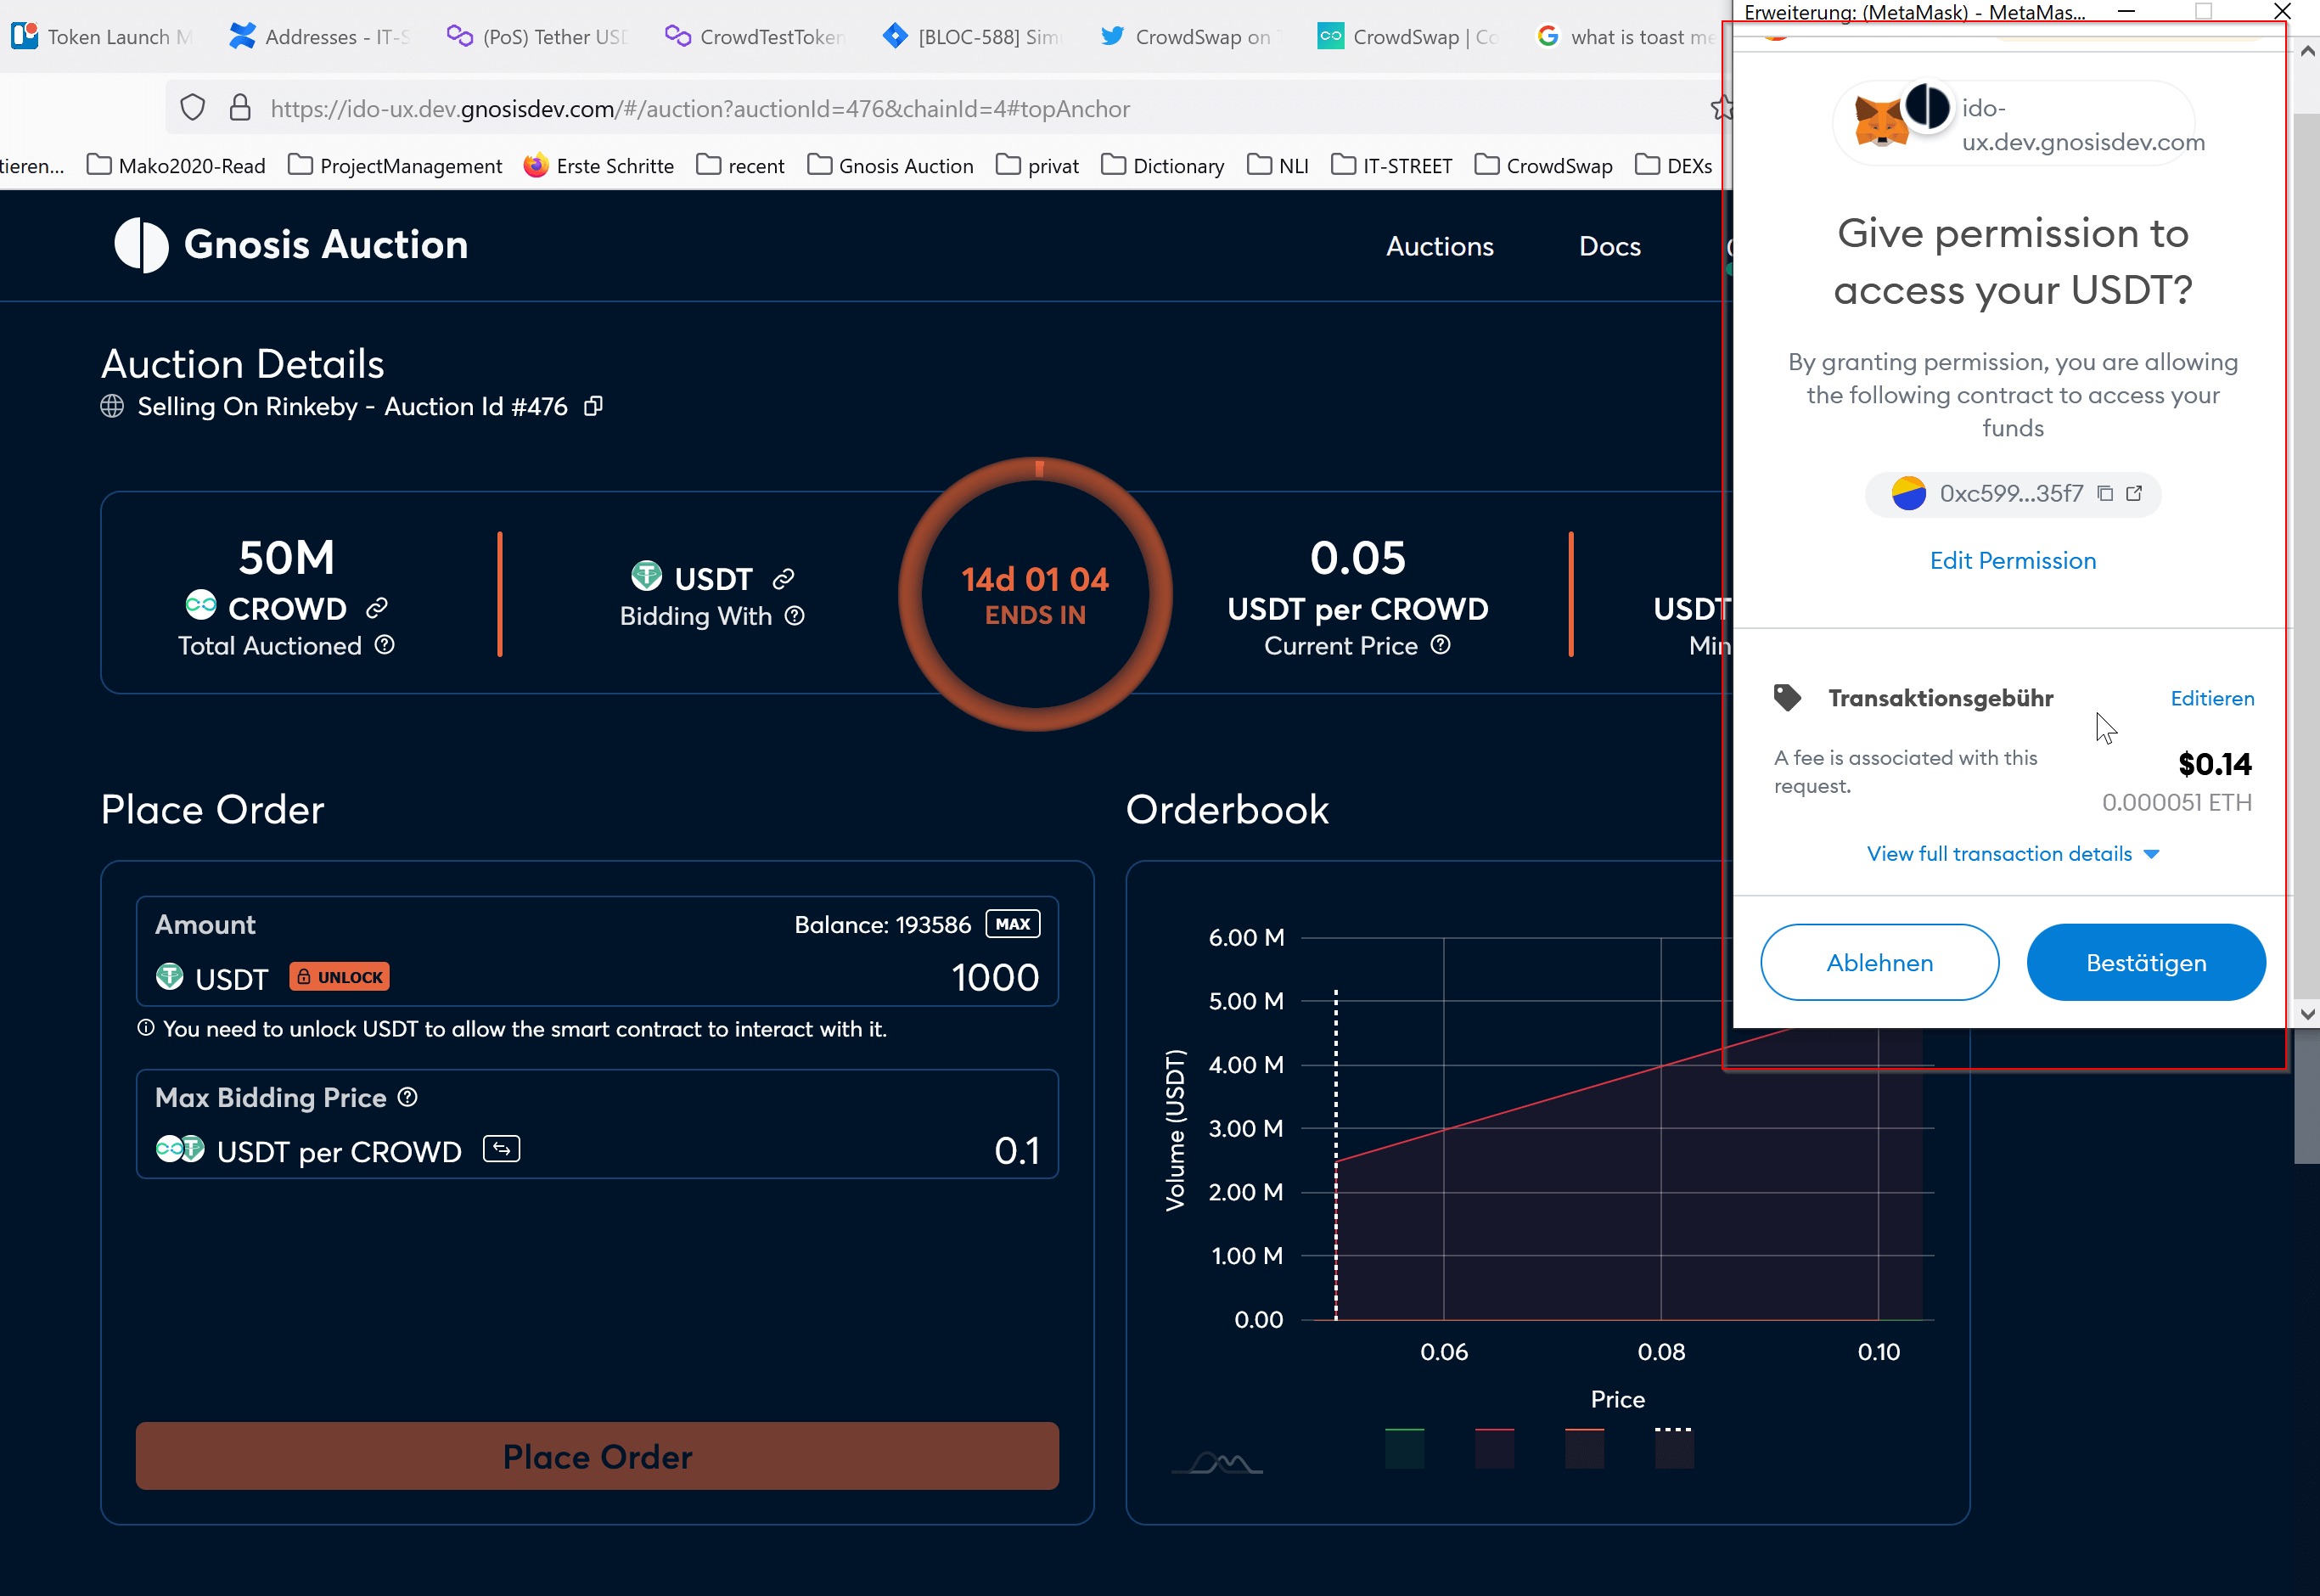 Token Launch M
Addresses - IT-S
(PoS) Tether USD
CrowdTestToken
[BLOC-588] Sim
CrowdSwap on
CrowdSwap | Co
what is toast me
https://ido-ux.dev.gnosisdev.com/#/auction?auctionId=476&chainId=4#topAnchor
tieren...
Mako2020-Read
ProjectManagement
Erste Schritte
recent
Gnosis Auction
privat
Dictionary
NLI
IT-STREET
CrowdSwap
DEXs
Gnosis Auction
Auctions
Docs
Auction Details
Selling On Rinkeby - Auction Id #476
50M
CROWD
Total Auctioned
USDT
Bidding With
14d 01 04
ENDS IN
0.05
USDT per CROWD
Current Price
USDT
Min
Place Order
Amount
Balance: 193586 MAX
USDT UNLOCK 1000
You need to unlock USDT to allow the smart contract to interact with it.
Max Bidding Price
USDT per CROWD 0.1
Place Order
Orderbook
Volume (USDT)
6.00 M
5.00 M
4.00 M
3.00 M
2.00 M
1.00 M
0.00
0.06 0.08 0.10
Price
Erweiterung: (MetaMask) - MetaMas...
ido-
ux.dev.gnosisdev.com
Give permission to
access your USDT?
By granting permission, you are allowing
the following contract to access your
funds
0xc599...35f7
Edit Permission
Transaktionsgebühr Editieren
A fee is associated with this
request.
$0.14
0.000051 ETH
View full transaction details
Ablehnen
Bestätigen